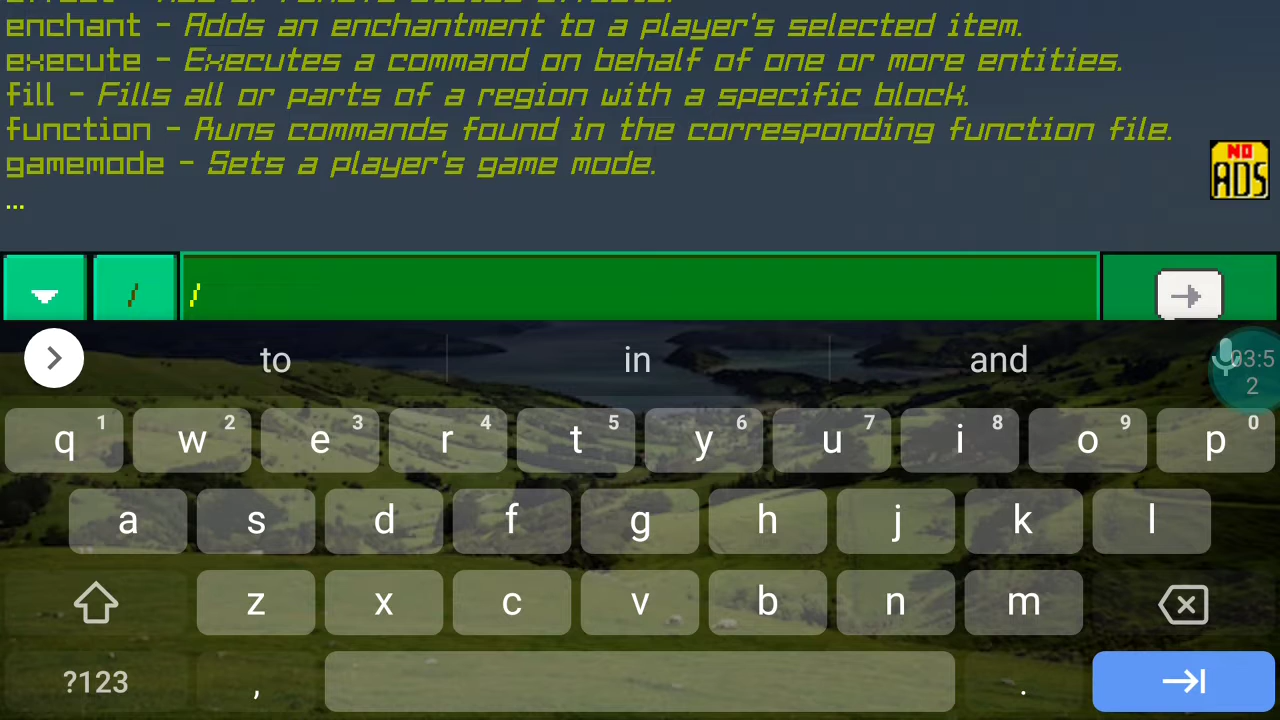 enchant - Adds an enchantment to a player's selected item.
execute - Executes a command on behalf of one or more entities.
fill - Fills all or parts of a region with a specific block.
function - Runs commands found in the corresponding function file.
gamemode - Sets a player's game mode.
...
NO
ADS
/ /
to in and
03:5
2
q 1 w 2 e 3 r 4 t 5 y 6 u 7 i 8 o 9 p 0
a s d f g h j k l
z x c v b n m
?123 , .